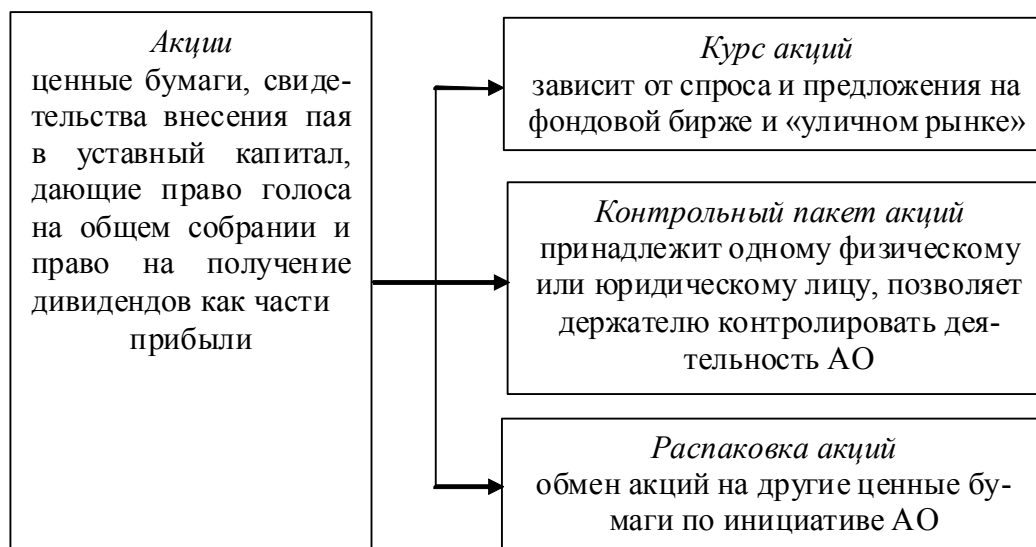 Акции
ценные бумаги, свиде-
тельства внесения пая
в уставный капитал,
дающие право голоса
на общем собрании и
право на получение
дивидендов как части
прибыли
Курс акций
зависит от спроса и предложения на
фондовой бирже и «уличном рынке»
Контрольный пакет акций
принадлежит одному физическому
или юридическому лицу, позволяет
держателю контролировать дея-
тельность АО
Распаковка акций
обмен акций на другие ценные бу-
маги по инициативе АО